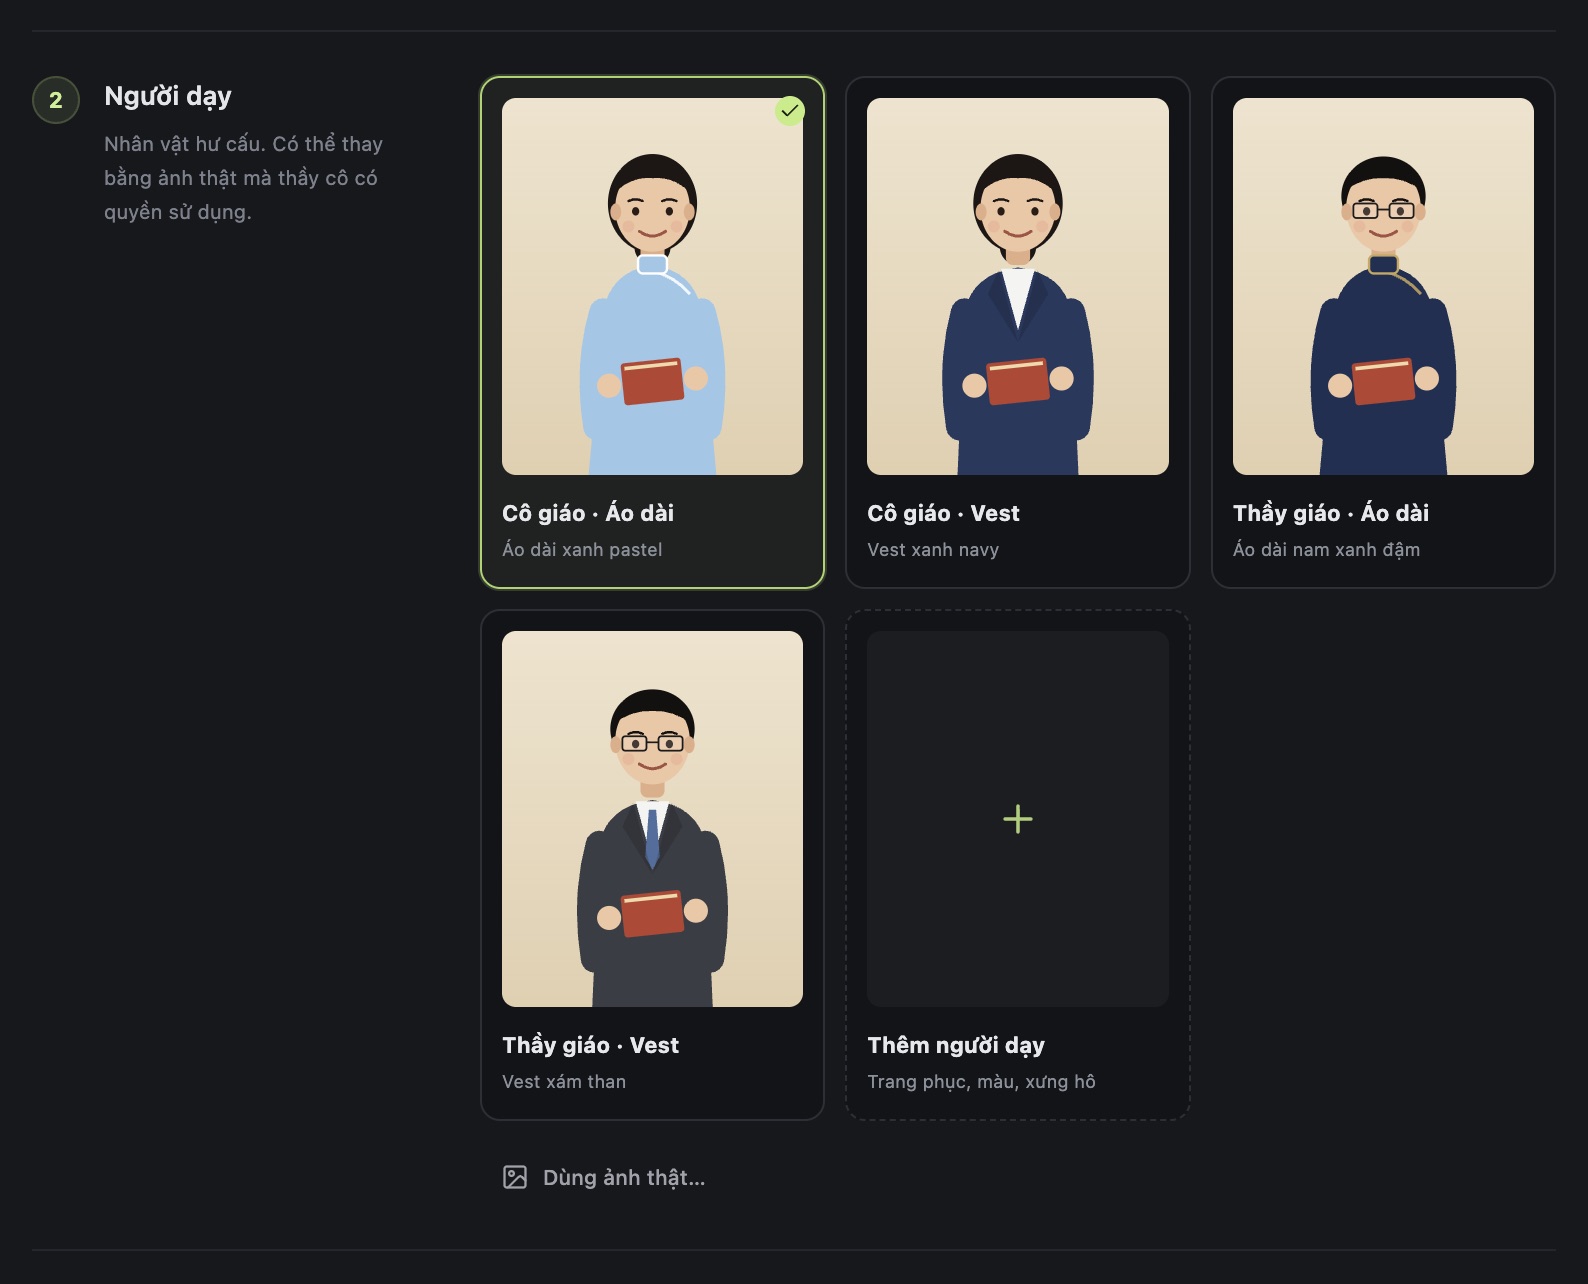 2
Người dạy
Nhân vật hư cấu. Có thể thay
bằng ảnh thật mà thầy cô có
quyền sử dụng.
Cô giáo · Áo dài
Áo dài xanh pastel
Cô giáo · Vest
Vest xanh navy
Thầy giáo · Áo dài
Áo dài nam xanh đậm
Thầy giáo · Vest
Vest xám than
Thêm người dạy
Trang phục, màu, xưng hô
Dùng ảnh thật...